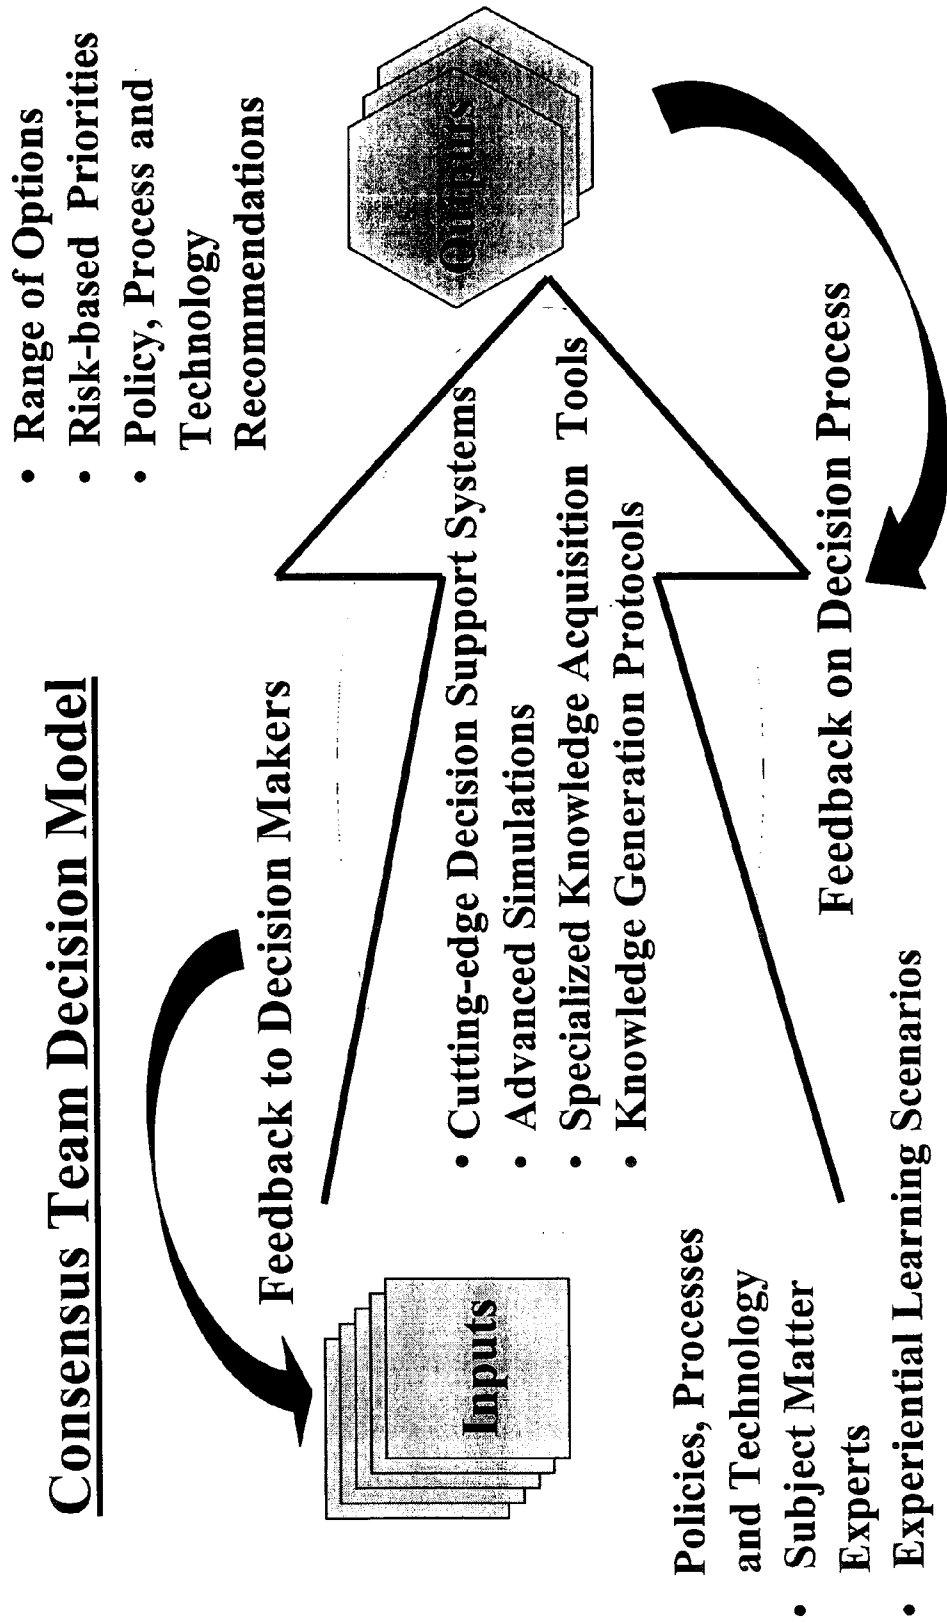 Consensus Team Decision Model
• Range of Options
• Risk-based Priorities
• Policy, Process and
Technology
Recommendations
Feedback to Decision Makers
Inputs
• Cutting-edge Decision Support Systems
• Advanced Simulations
• Specialized Knowledge Acquisition Tools
• Knowledge Generation Protocols
Outputs
Policies, Processes
and Technology
• Subject Matter
Experts
• Experiential Learning Scenarios
Feedback on Decision Process